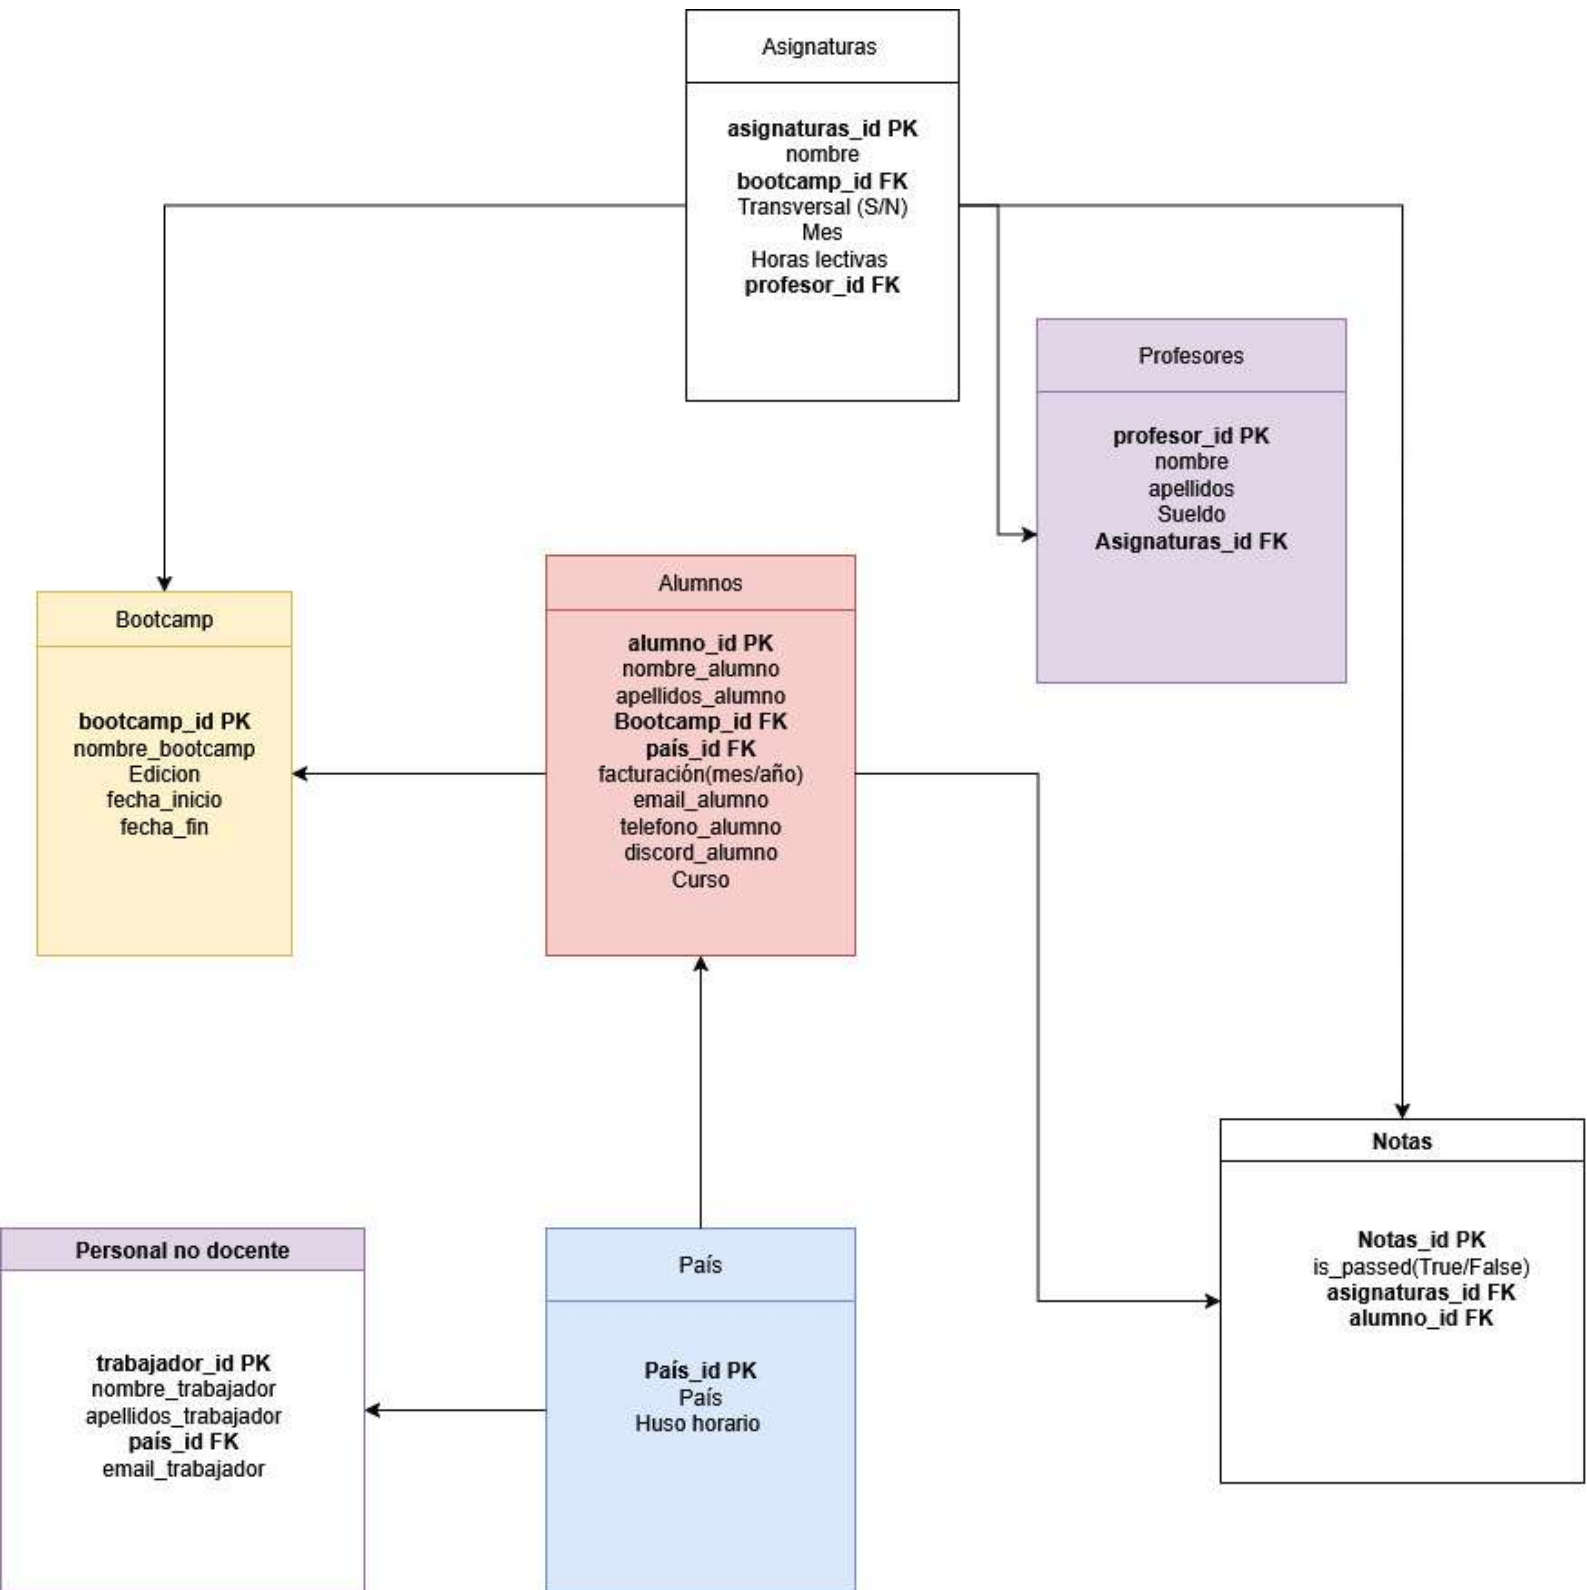 Asignaturas
asignaturas_id PK
nombre
bootcamp_id FK
Transversal (S/N)
Mes
Horas lectivas
profesor_id FK
Profesores
profesor_id PK
nombre
apellidos
Sueldo
Asignaturas_id FK
Bootcamp
bootcamp_id PK
nombre_bootcamp
Edicion
fecha_inicio
fecha_fin
Alumnos
alumno_id PK
nombre_alumno
apellidos_alumno
Bootcamp_id FK
país_id FK
facturación(mes/año)
email_alumno
telefono_alumno
discord_alumno
Curso
Notas
Notas_id PK
is_passed(True/False)
asignaturas_id FK
alumno_id FK
Personal no docente
trabajador_id PK
nombre_trabajador
apellidos_trabajador
país_id FK
email_trabajador
País
País_id PK
País
Huso horario